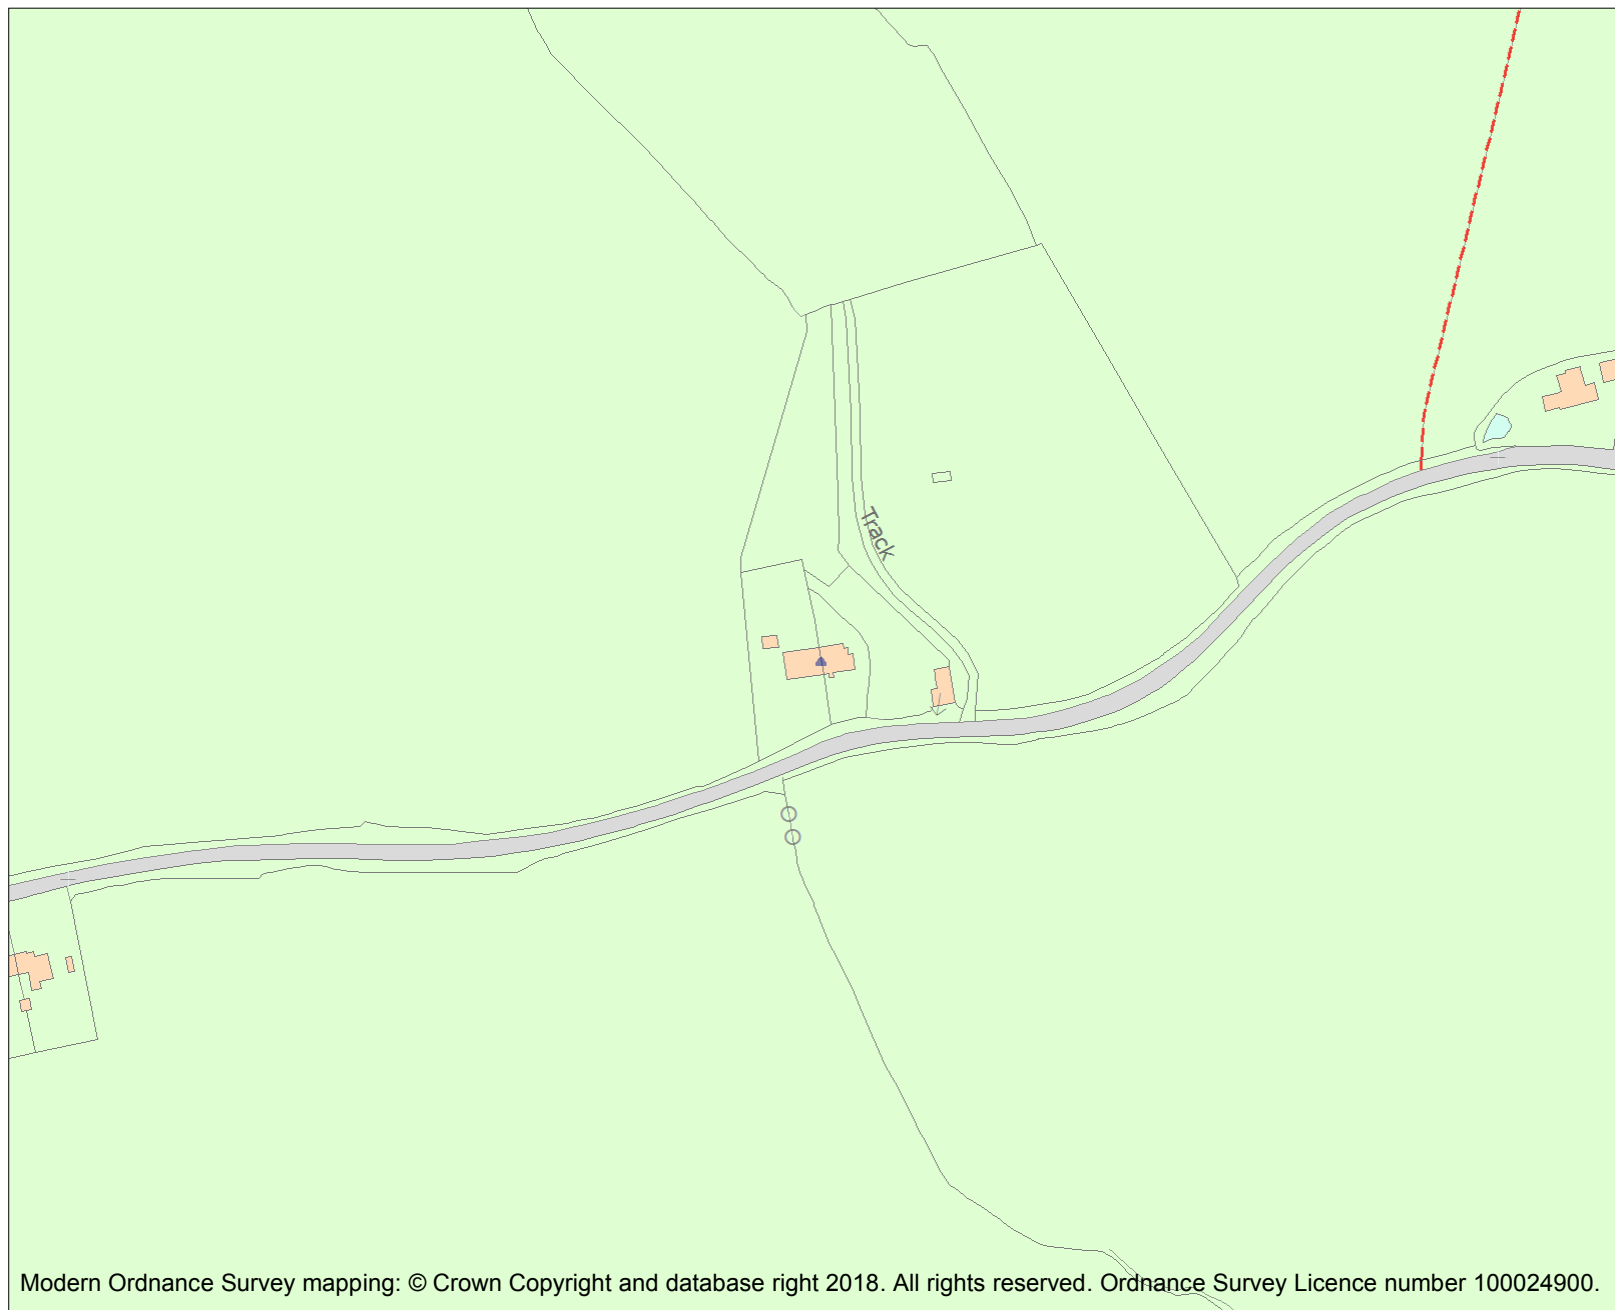 Track
Modern Ordnance Survey mapping: © Crown Copyright and database right 2018. All rights reserved. Ordnance Survey Licence number 100024900.